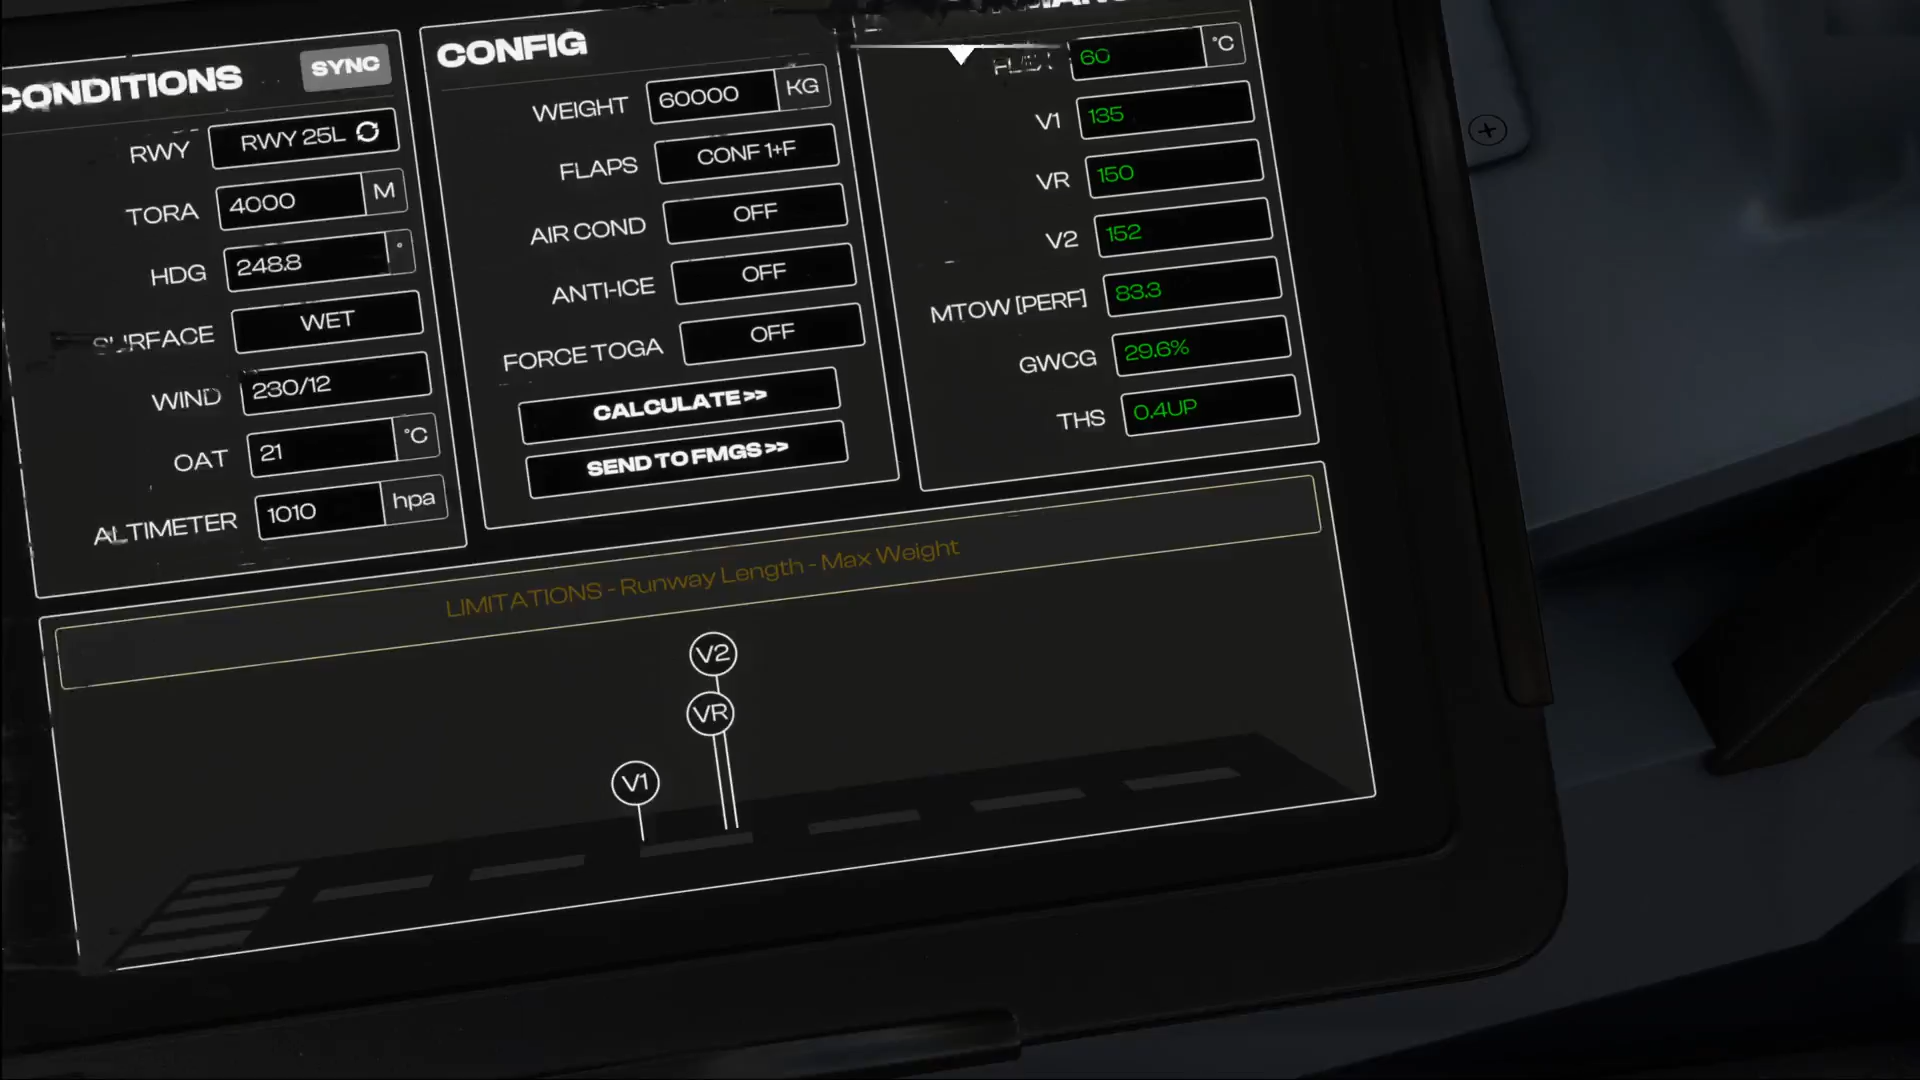 CONDITIONS
SYNC
RWY
RWY 25L
TORA
4000
M
HDG
248.8
°
SURFACE
WET
WIND
230/12
OAT
21
°C
ALTIMETER
1010
hpa
CONFIG
WEIGHT
60000
KG
FLAPS
CONF 1+F
AIR COND
OFF
ANTI-ICE
OFF
FORCE TOGA
OFF
CALCULATE >>
SEND TO FMGS >>
60
°C
V1
135
VR
150
V2
152
MTOW [PERF]
83.3
GWCG
29.6%
THS
0.4UP
LIMITATIONS - Runway Length - Max Weight
V2
VR
V1